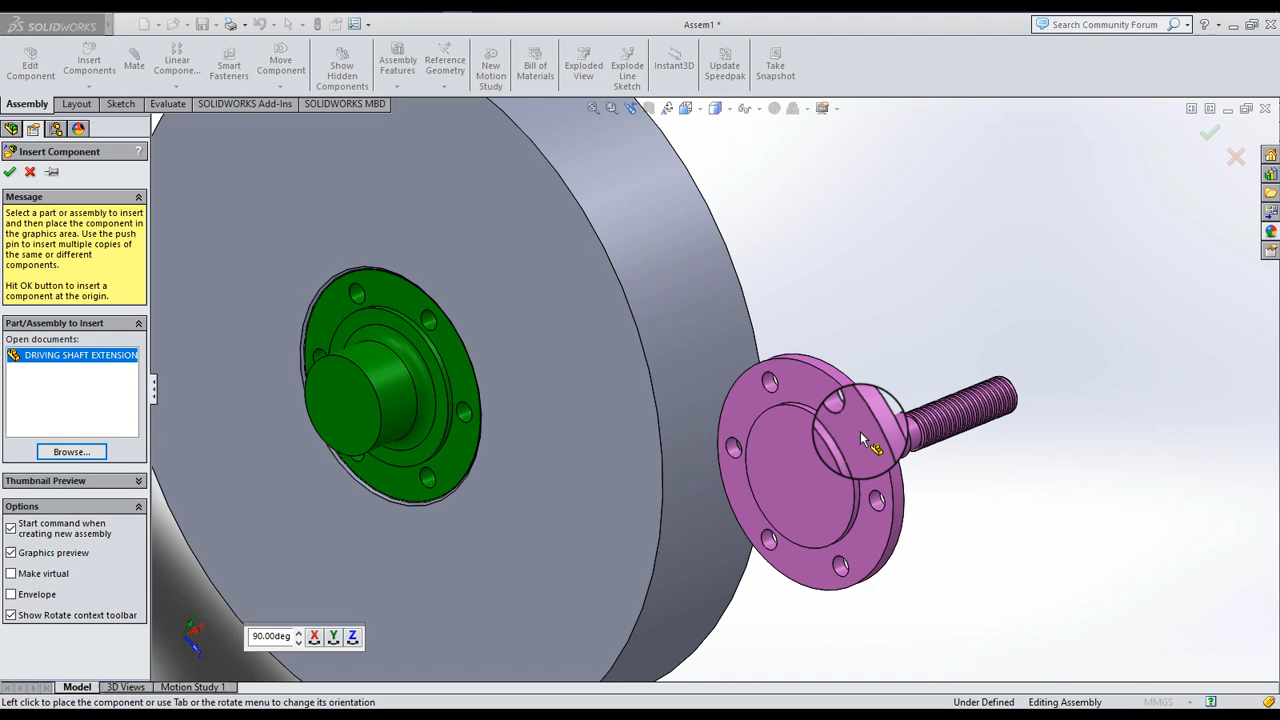 SOLIDWORKS
Assem1 *
Search Community Forum
Edit Component
Insert Components
Mate
Linear Compone...
Smart Fasteners
Move Component
Show Hidden Components
Assembly Features
Reference Geometry
New Motion Study
Bill of Materials
Exploded View
Explode Line Sketch
Instant3D
Update Speedpak
Take Snapshot
Assembly
Layout
Sketch
Evaluate
SOLIDWORKS Add-Ins
SOLIDWORKS MBD
Insert Component
?
Message
Select a part or assembly to insert
and then place the component in
the graphics area. Use the push
pin to insert multiple copies of
the same or different
components.
Hit OK button to insert a
component at the origin.
Part/Assembly to Insert
Open documents:
DRIVING SHAFT EXTENSION
Browse...
Thumbnail Preview
Options
Start command when
creating new assembly
Graphics preview
Make virtual
Envelope
Show Rotate context toolbar
90.00deg
X
Y
Z
Model
3D Views
Motion Study 1
Left click to place the component or use Tab or the rotate menu to change its orientation
Under Defined
Editing Assembly
MMGS